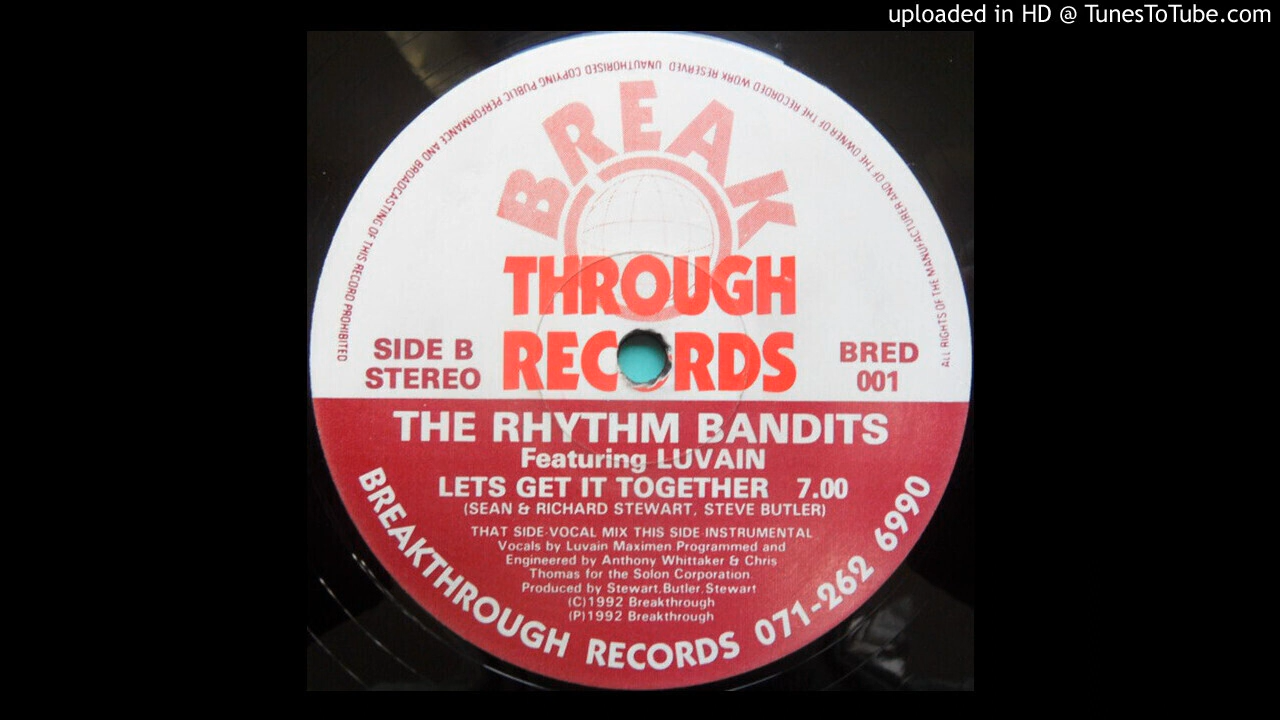 uploaded in HD @ TunesToTube.com
UNAUTHORISED COPYING PUBLIC PERFORMANCE AND BROADCASTING OF THIS RECORD PROHIBITED
ALL RIGHTS OF THE MANUFACTURER AND OF THE OWNER OF THE RECORDED WORK RESERVED
BREAK
THROUGH
RECORDS
SIDE B
STEREO
BRED
001
THE RHYTHM BANDITS
Featuring LUVAIN
LETS GET IT TOGETHER 7.00
(SEAN & RICHARD STEWART, STEVE BUTLER)
THAT SIDE-VOCAL MIX THIS SIDE-INSTRUMENTAL
Vocals by Luvain Maximen Programmed and
Engineered by Anthony Whittaker & Chris
Thomas for the Solon Corporation.
Produced by Stewart, Butler, Stewart
(C)1992 Breakthrough
(P)1992 Breakthrough
BREAKTHROUGH RECORDS 071-262 6990